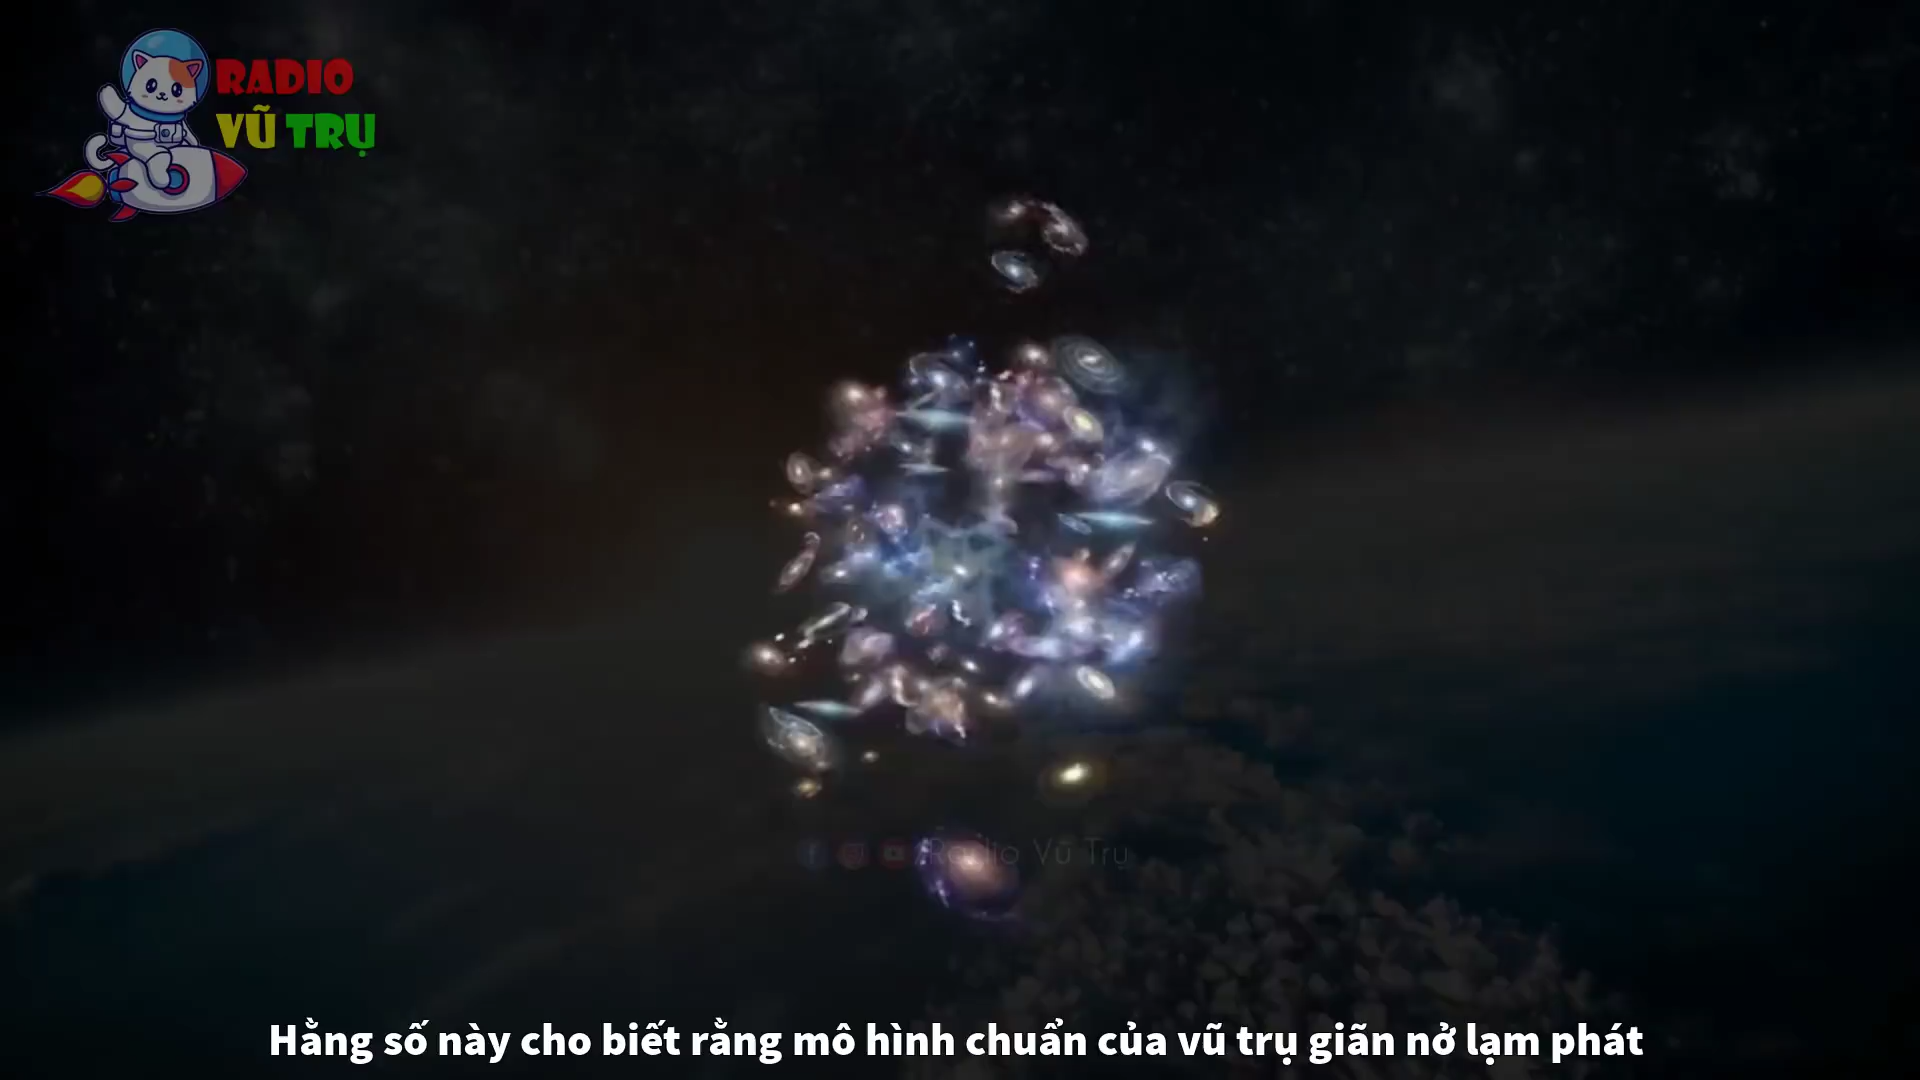 RADIO
VŨ TRỤ
Radio Vũ Trụ
Hằng số này cho biết rằng mô hình chuẩn của vũ trụ giãn nở lạm phát